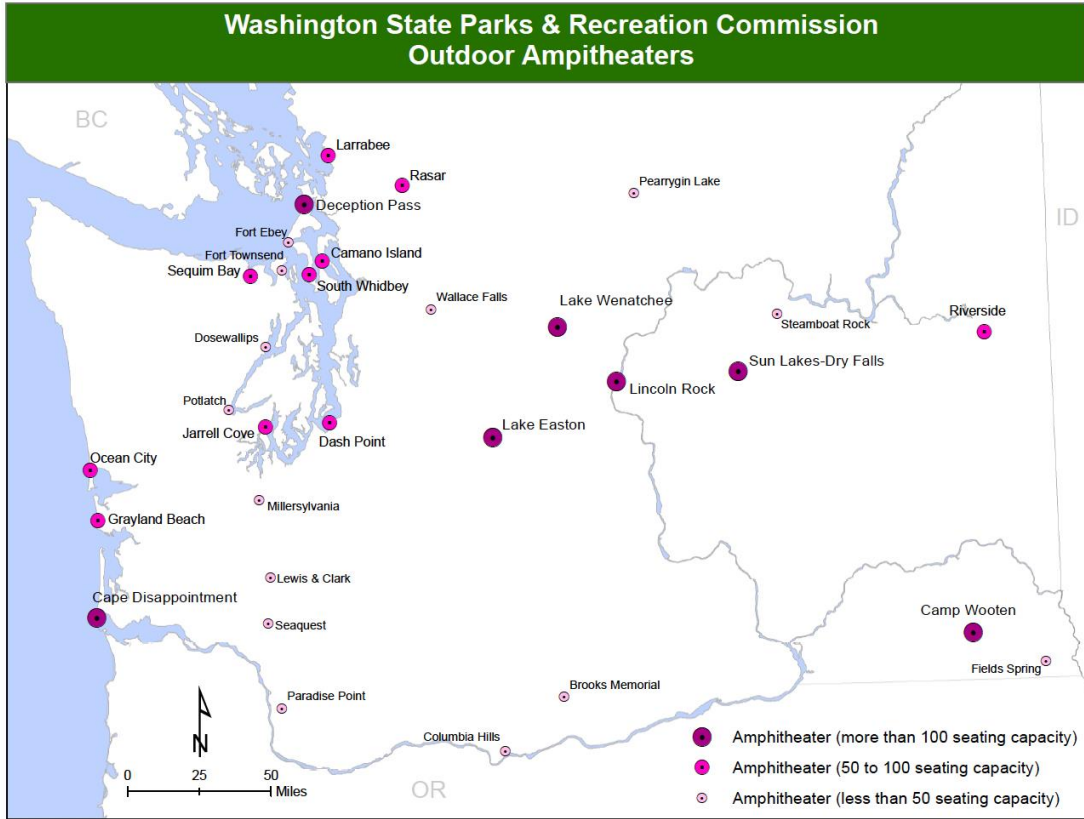 Washington State Parks & Recreation Commission
Outdoor Ampitheaters
BC
Larrabee
Rasar
Pearrygin Lake
Deception Pass
ID
Fort Ebey
Fort Townsend
Camano Island
Sequim Bay
South Whidbey
Wallace Falls
Lake Wenatchee
Steamboat Rock
Riverside
Dosewallips
Sun Lakes-Dry Falls
Lincoln Rock
Potlatch
Jarrell Cove
Dash Point
Lake Easton
Ocean City
Millersylvania
Grayland Beach
Lewis & Clark
Cape Disappointment
Camp Wooten
Seaquest
Fields Spring
Brooks Memorial
Paradise Point
Columbia Hills
N
0 25 50
Miles
OR
Amphitheater (more than 100 seating capacity)
Amphitheater (50 to 100 seating capacity)
Amphitheater (less than 50 seating capacity)